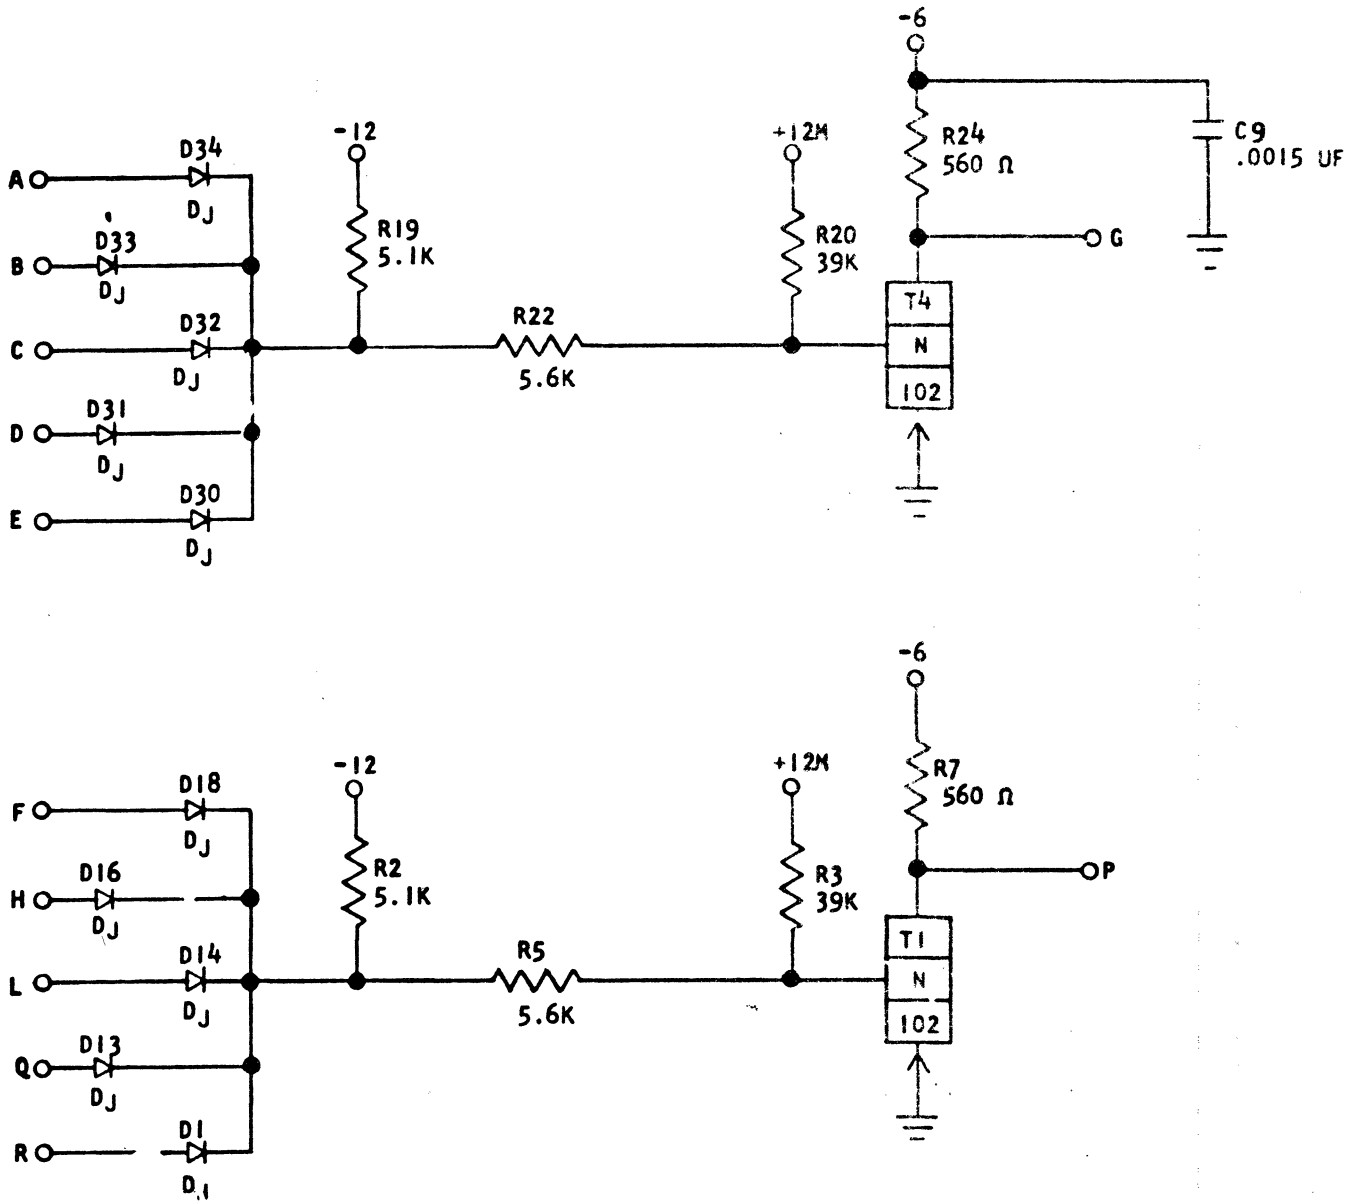 -6
C9
.0015 UF
R24
560 Ω
-12
+12M
D34
A
DJ
R19
5.1K
R20
39K
G
D33
B
DJ
T4
N
102
D32
C
DJ
R22
5.6K
D31
D
DJ
D30
E
DJ
-6
-12
+12M
R7
560 Ω
D18
F
DJ
R2
5.1K
R3
39K
P
D16
H
DJ
T1
N
102
D14
L
DJ
R5
5.6K
D13
Q
DJ
D1
R
DJ